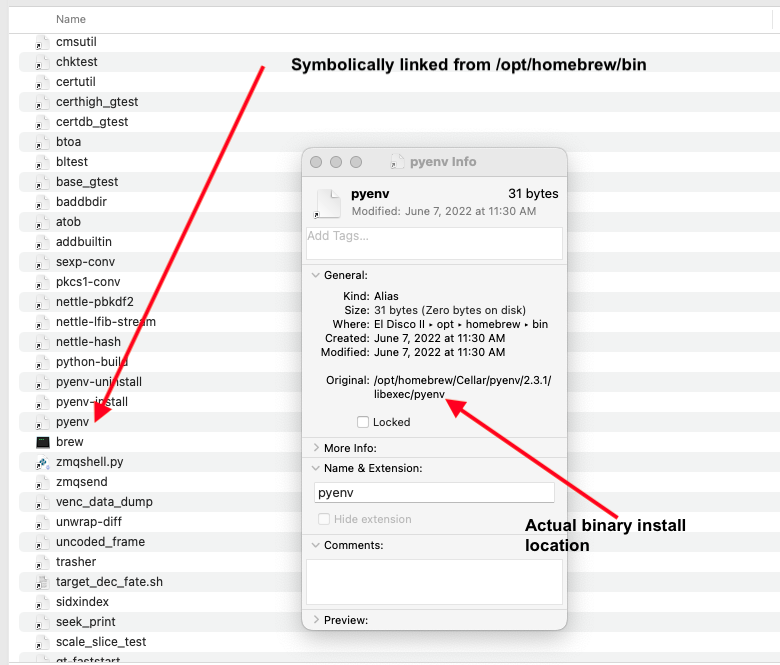 Name
cmsutil
chktest
certutil
certhigh_gtest
certdb_gtest
btoa
bltest
base_gtest
baddbdir
atob
addbuiltin
sexp-conv
pkcs1-conv
nettle-pbkdf2
nettle-lfib-stream
nettle-hash
python-build
pyenv-uninstall
pyenv-install
pyenv
brew
zmqshell.py
zmqsend
venc_data_dump
unwrap-diff
uncoded_frame
trasher
target_dec_fate.sh
sidxindex
seek_print
scale_slice_test
qt-faststart
Symbolically linked from /opt/homebrew/bin
pyenv Info
pyenv 31 bytes
Modified: June 7, 2022 at 11:30 AM
Add Tags...
General:
Kind: Alias
Size: 31 bytes (Zero bytes on disk)
Where: El Disco II ▸ opt ▸ homebrew ▸ bin
Created: June 7, 2022 at 11:30 AM
Modified: June 7, 2022 at 11:30 AM
Original: /opt/homebrew/Cellar/pyenv/2.3.1/
libexec/pyenv
Locked
More Info:
Name & Extension:
pyenv
Hide extension
Comments:
Preview:
Actual binary install
location